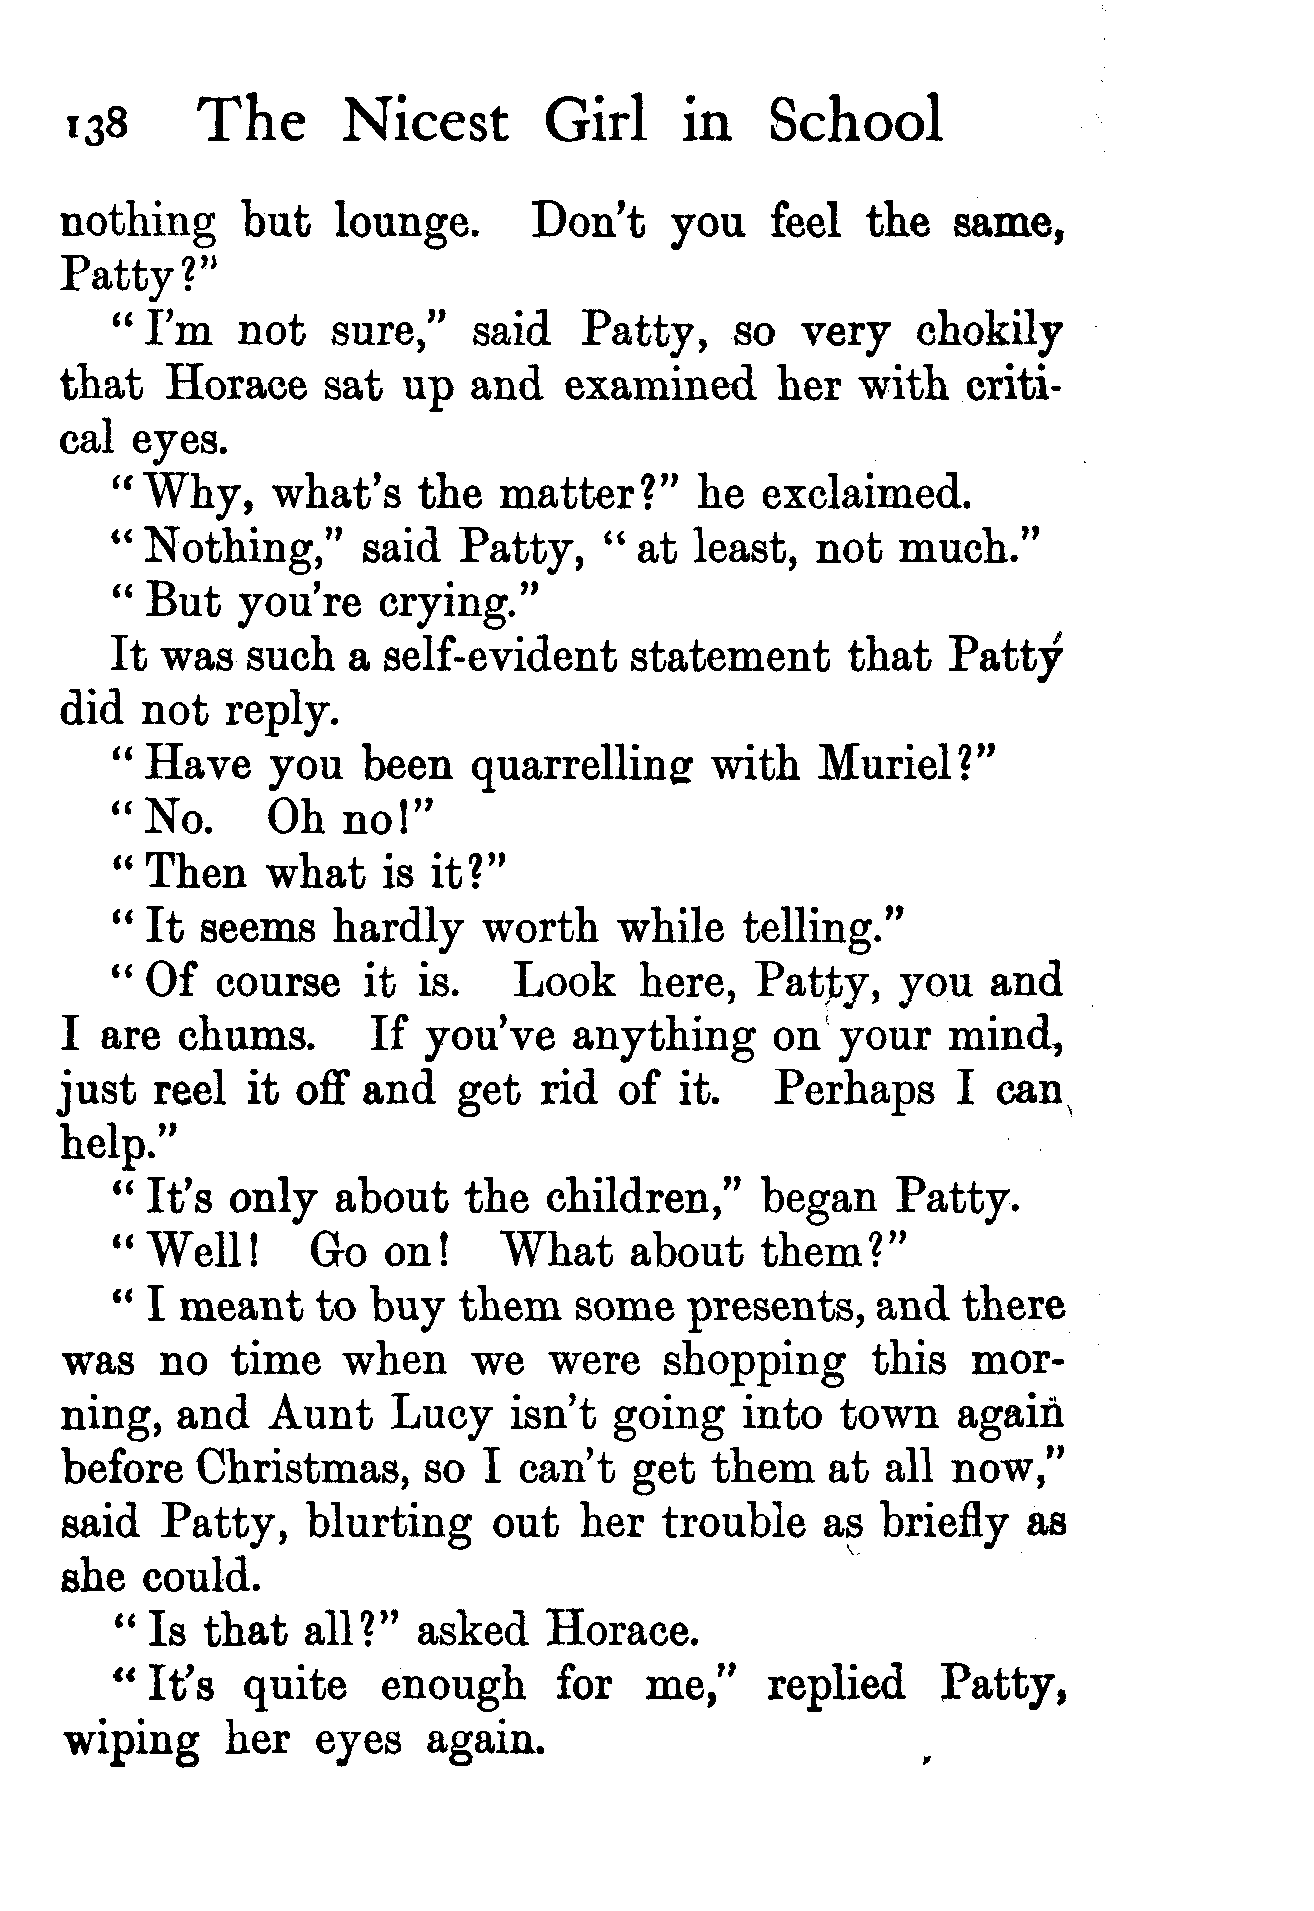 138 The Nicest Girl in School
nothing but lounge. Don't you feel the same,
Patty?"
"I'm not sure," said Patty, so very chokily
that Horace sat up and examined her with criti-
cal eyes.
"Why, what's the matter?" he exclaimed.
"Nothing," said Patty, "at least, not much."
"But you're crying."
It was such a self-evident statement that Patty
did not reply.
"Have you been quarrelling with Muriel?"
"No. Oh no!"
"Then what is it?"
"It seems hardly worth while telling."
"Of course it is. Look here, Patty, you and
I are chums. If you've anything on your mind,
just reel it off and get rid of it. Perhaps I can
help."
"It's only about the children," began Patty.
"Well! Go on! What about them?"
"I meant to buy them some presents, and there
was no time when we were shopping this mor-
ning, and Aunt Lucy isn't going into town again
before Christmas, so I can't get them at all now,"
said Patty, blurting out her trouble as briefly as
she could.
"Is that all?" asked Horace.
"It's quite enough for me," replied Patty,
wiping her eyes again.